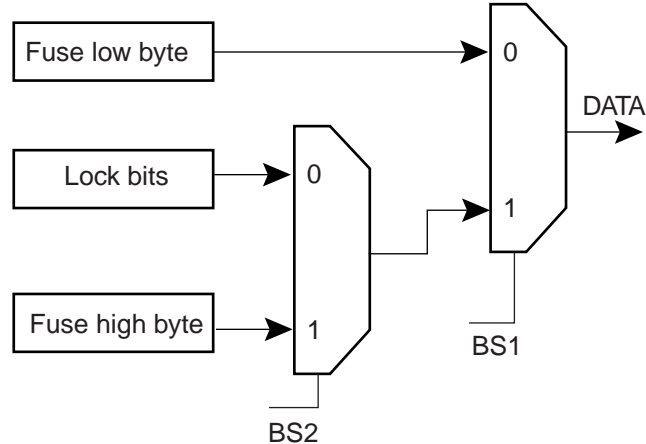 Fuse low byte
0
DATA
Lock bits
0
1
Fuse high byte
1
BS1
BS2